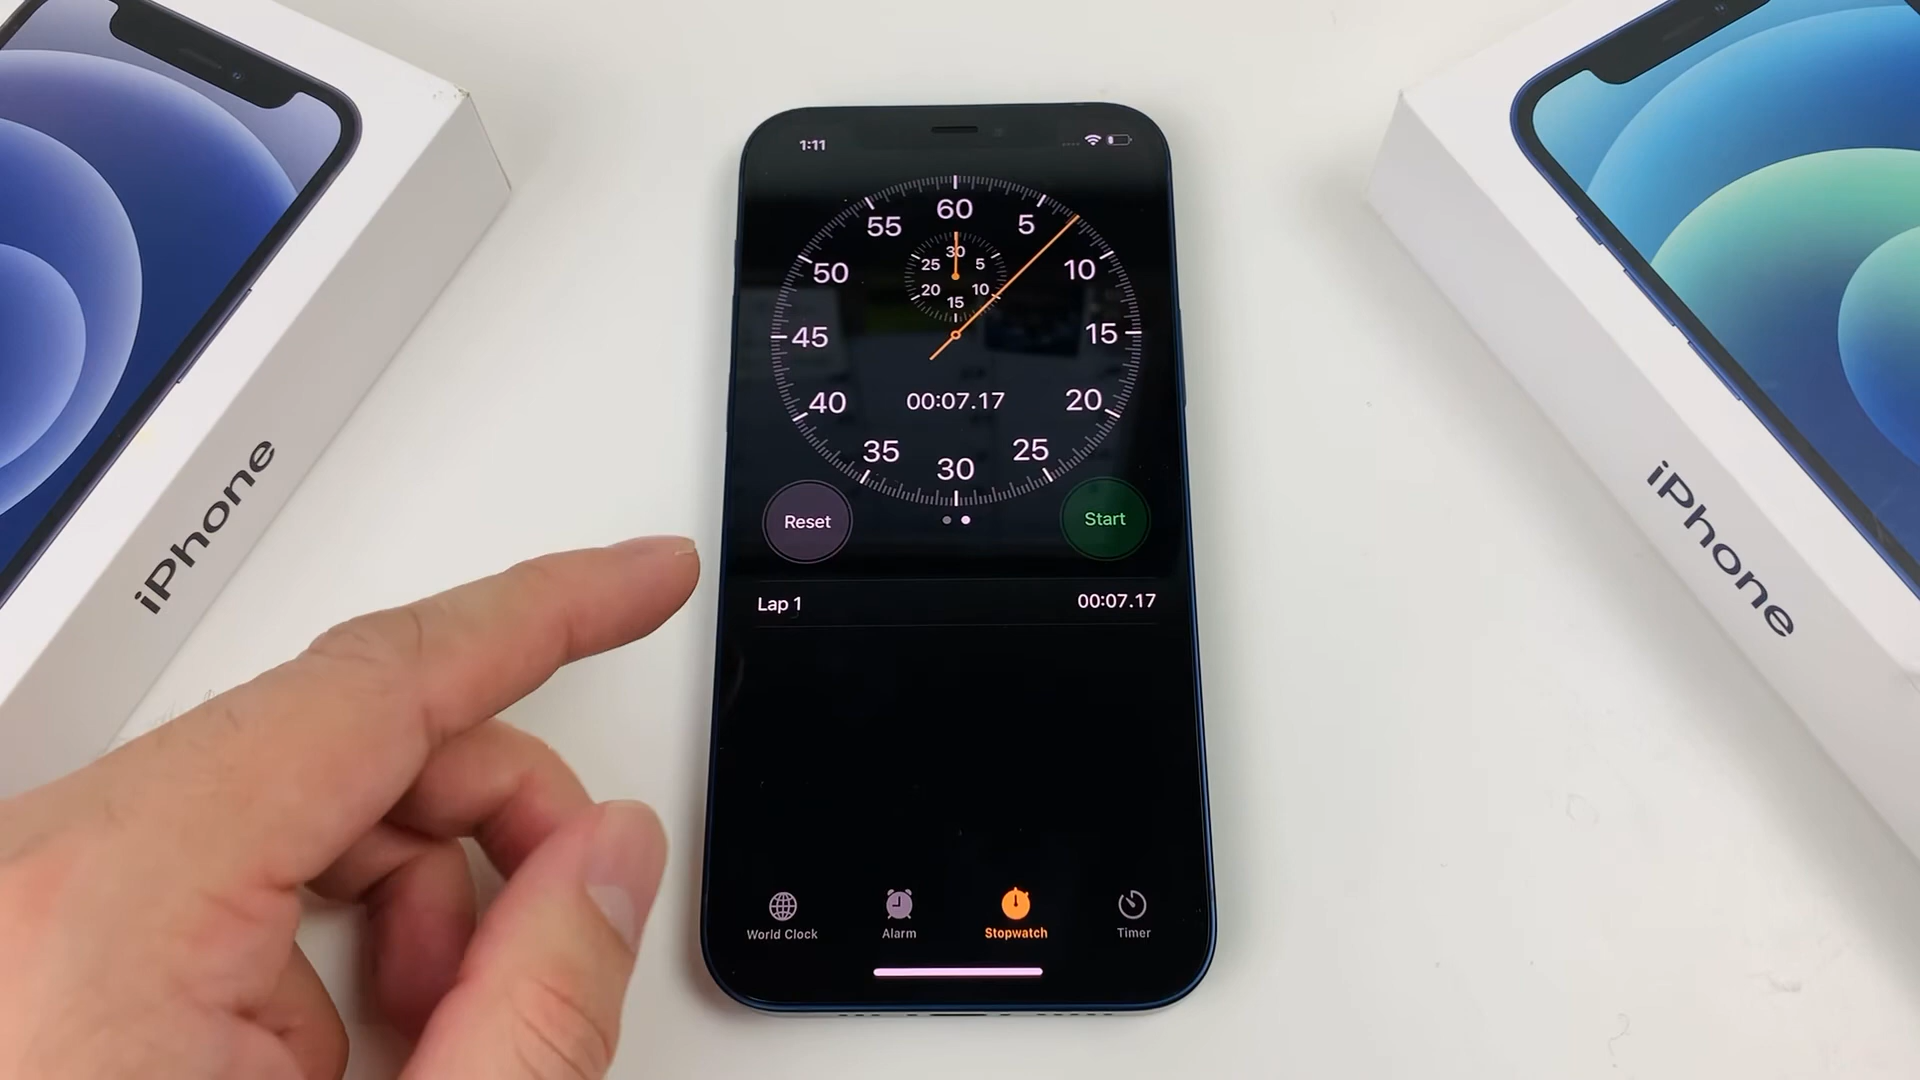 1:11
60
55
5
50
10
45
15
40
20
35
25
30
30
25
5
20
10
15
00:07.17
Reset
Start
Lap 1 00:07.17
World Clock
Alarm
Stopwatch
Timer
iPhone
iPhone